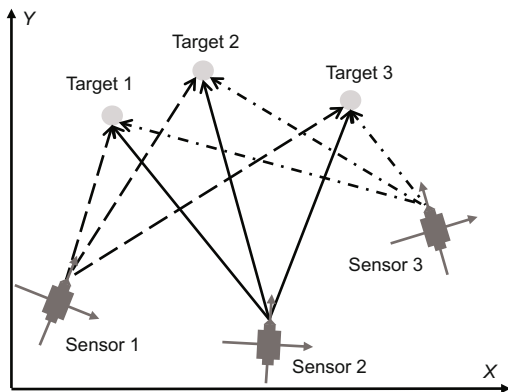 Y
Target 2
Target 1
Target 3
Sensor 3
Sensor 1
Sensor 2
X